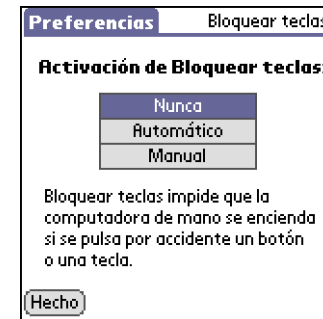 Preferencias Bloquear teclas
Activación de Bloquear teclas:
Nunca
Automático
Manual
Bloquear teclas impide que la
computadora de mano se encienda
si se pulsa por accidente un botón
o una tecla.
Hecho